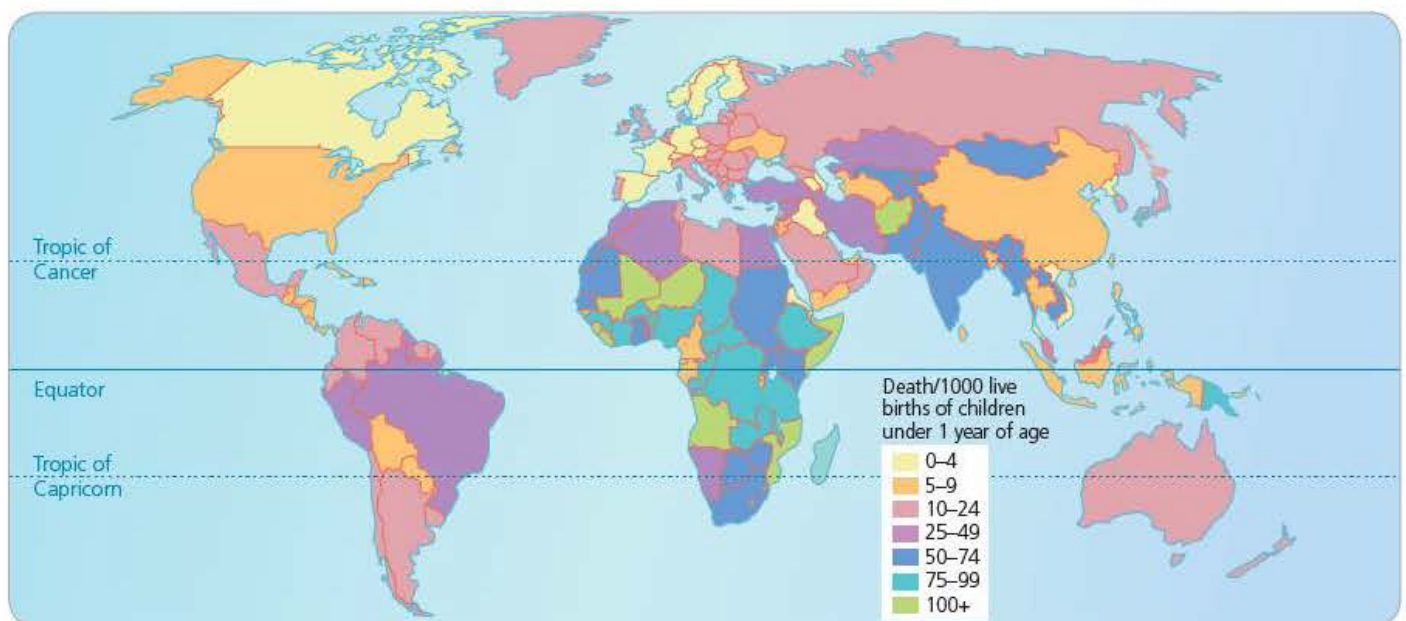 Tropic of
Cancer
Equator
Tropic of
Capricorn
Death/1000 live
births of children
under 1 year of age
0–4
5–9
10–24
25–49
50–74
75–99
100+